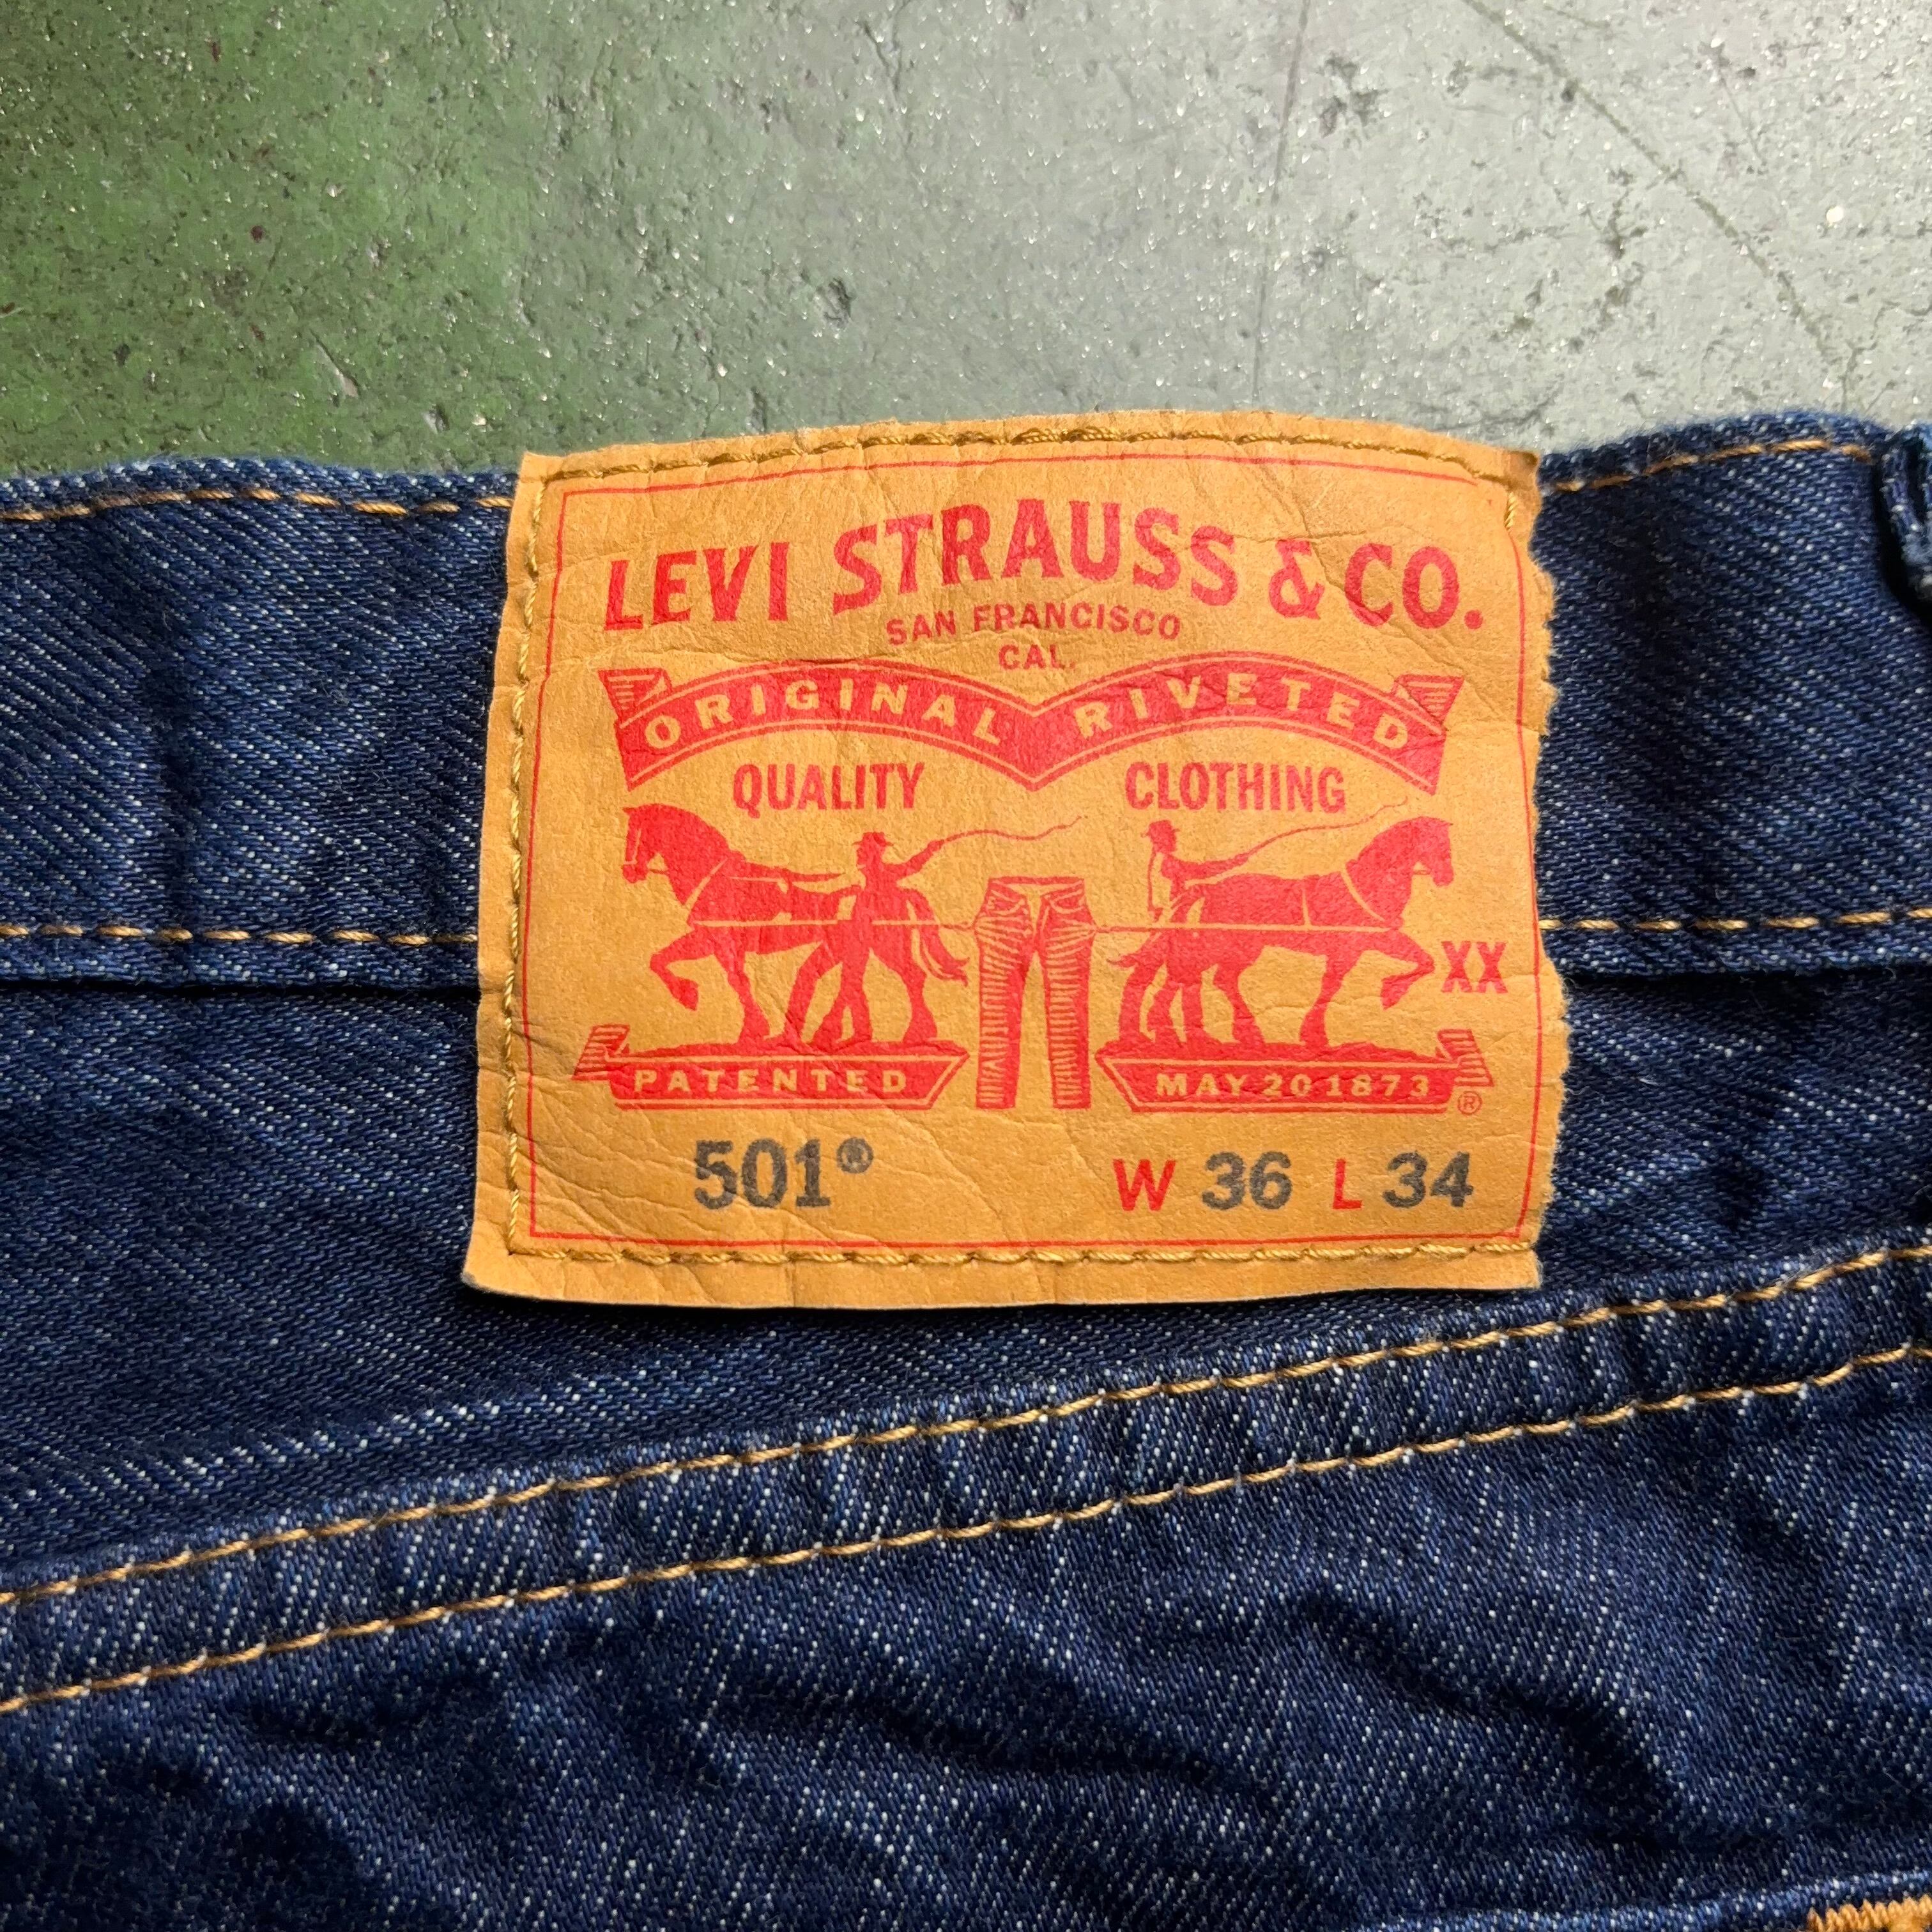 LEVI STRAUSS & CO.
SAN FRANCISCO
CAL.
ORIGINAL RIVETED
QUALITY CLOTHING
XX
PATENTED MAY 20 1873 ®
501® W 36 L 34